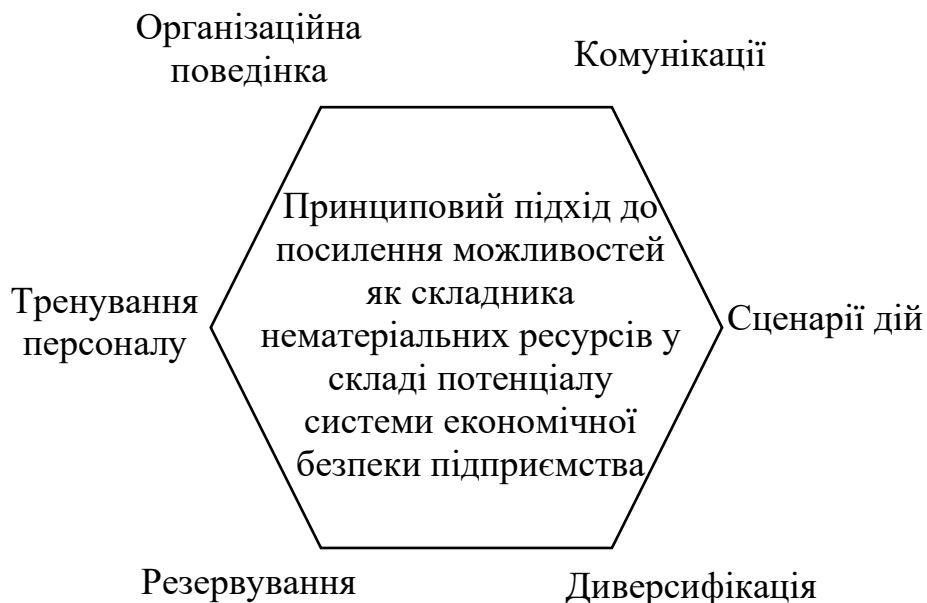 Організаційна
поведінка
Комунікації
Принциповий підхід до
посилення можливостей
як складника
нематеріальних ресурсів у
складі потенціалу
системи економічної
безпеки підприємства
Тренування
персоналу
Сценарії дій
Резервування
Диверсифікація